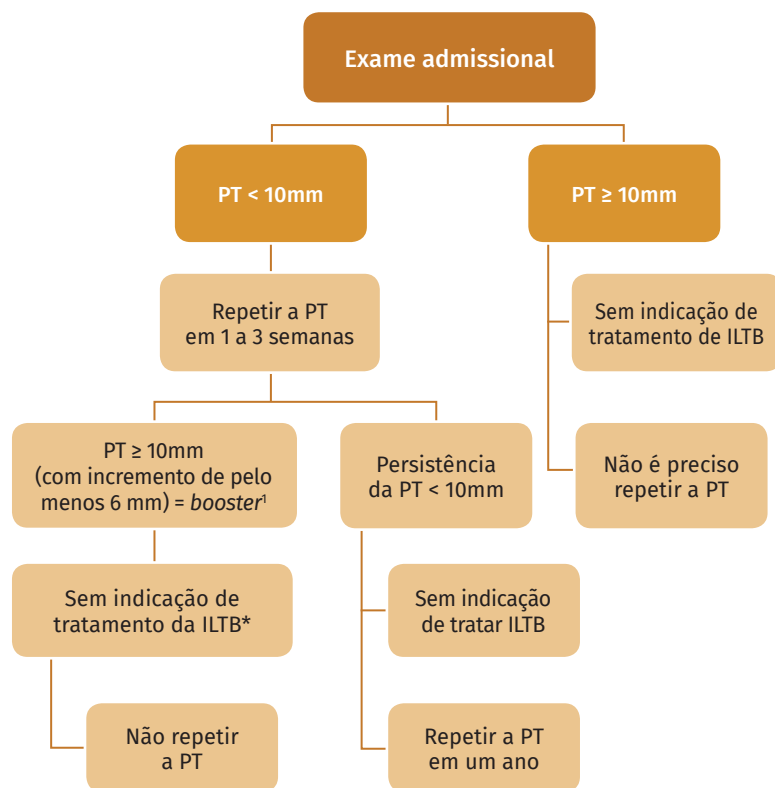 Exame admissional
PT < 10mm
PT ≥ 10mm
Repetir a PT
em 1 a 3 semanas
Sem indicação de
tratamento de ILTB
PT ≥ 10mm
(com incremento de pelo
menos 6 mm) = booster¹
Persistência
da PT < 10mm
Não é preciso
repetir a PT
Sem indicação de
tratamento da ILTB*
Sem indicação
de tratar ILTB
Não repetir
a PT
Repetir a PT
em um ano